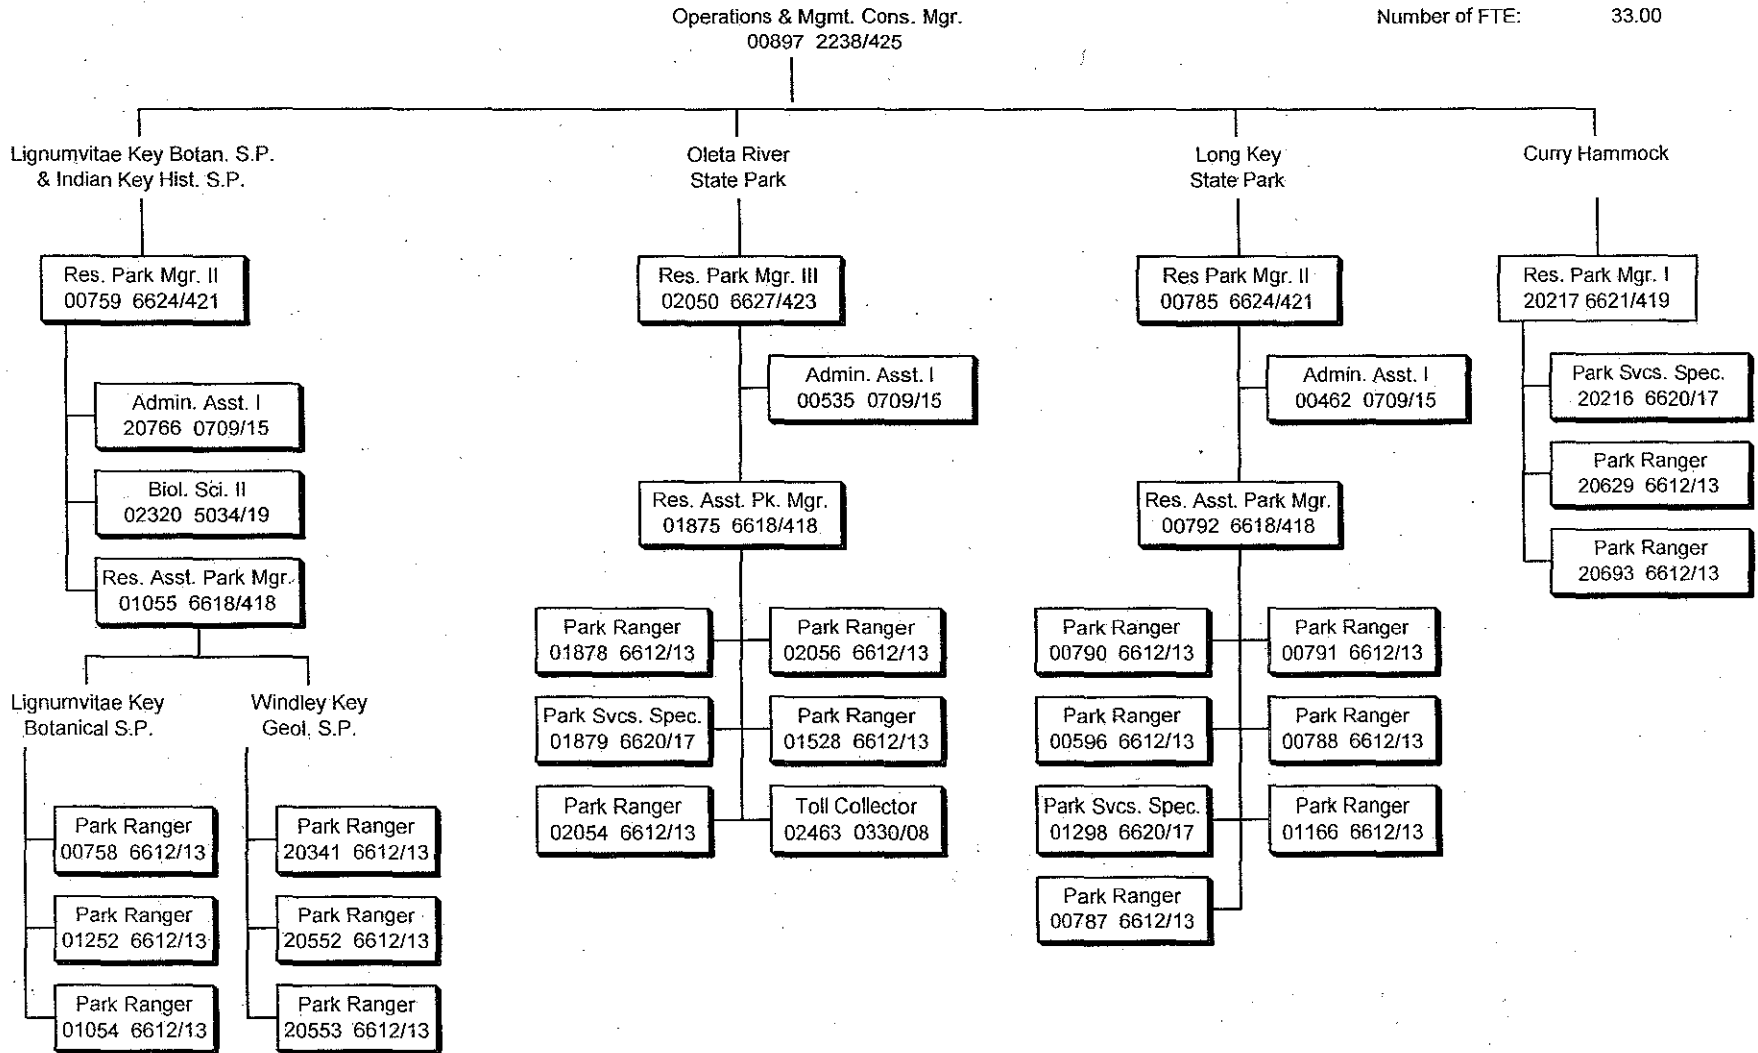 Operations & Mgmt. Cons. Mgr.
00897 2238/425
Number of FTE: 33.00
Lignumvitae Key Botan. S.P.
& Indian Key Hist. S.P.
Res. Park Mgr. II
00759 6624/421
Admin. Asst. I
20766 0709/15
Biol. Sci. II
02320 5034/19
Res. Asst. Park Mgr.
01055 6618/418
Lignumvitae Key
Botanical S.P.
Park Ranger
00758 6612/13
Park Ranger
01252 6612/13
Park Ranger
01054 6612/13
Windley Key
Geol. S.P.
Park Ranger
20341 6612/13
Park Ranger
20552 6612/13
Park Ranger
20553 6612/13
Oleta River
State Park
Res. Park Mgr. III
02050 6627/423
Admin. Asst. I
00535 0709/15
Res. Asst. Pk. Mgr.
01875 6618/418
Park Ranger
01878 6612/13
Park Ranger
02056 6612/13
Park Svcs. Spec.
01879 6620/17
Park Ranger
01528 6612/13
Park Ranger
02054 6612/13
Toll Collector
02463 0330/08
Long Key
State Park
Res Park Mgr. II
00785 6624/421
Admin. Asst. I
00462 0709/15
Res. Asst. Park Mgr.
00792 6618/418
Park Ranger
00790 6612/13
Park Ranger
00791 6612/13
Park Ranger
00596 6612/13
Park Ranger
00788 6612/13
Park Svcs. Spec.
01298 6620/17
Park Ranger
01166 6612/13
Park Ranger
00787 6612/13
Curry Hammock
Res. Park Mgr. I
20217 6621/419
Park Svcs. Spec.
20216 6620/17
Park Ranger
20629 6612/13
Park Ranger
20693 6612/13